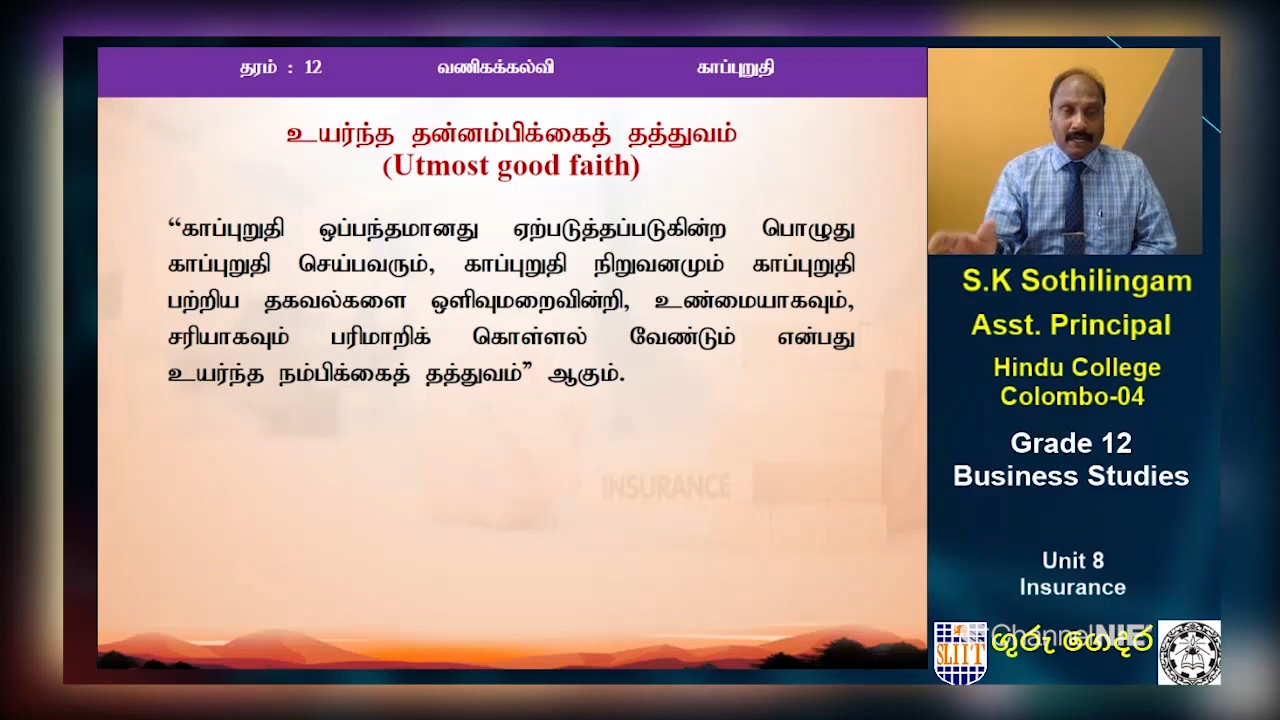 தரம் : 12 வணிகக்கல்வி காப்புறுதி
உயர்ந்த தன்னம்பிக்கைத் தத்துவம்
(Utmost good faith)
“காப்புறுதி ஒப்பந்தமானது ஏற்படுத்தப்படுகின்ற பொழுது
காப்புறுதி செய்பவரும், காப்புறுதி நிறுவனமும் காப்புறுதி
பற்றிய தகவல்களை ஒளிவுமறைவின்றி, உண்மையாகவும்,
சரியாகவும் பரிமாறிக் கொள்ளல் வேண்டும் என்பது
உயர்ந்த நம்பிக்கைத் தத்துவம்” ஆகும்.
INSURANCE
S.K Sothilingam
Asst. Principal
Hindu College
Colombo-04
Grade 12
Business Studies
Unit 8
Insurance
Channel NIE
SLIIT
ගුරු ගෙදර